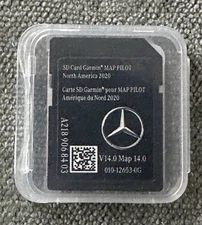 SD Card Garmin® MAP PILOT
North America 2020
Carte SD Garmin® pour MAP PILOT
Amérique du Nord 2020
A218 906 84 03
V14.0 Map 14.0
010-12653-0G